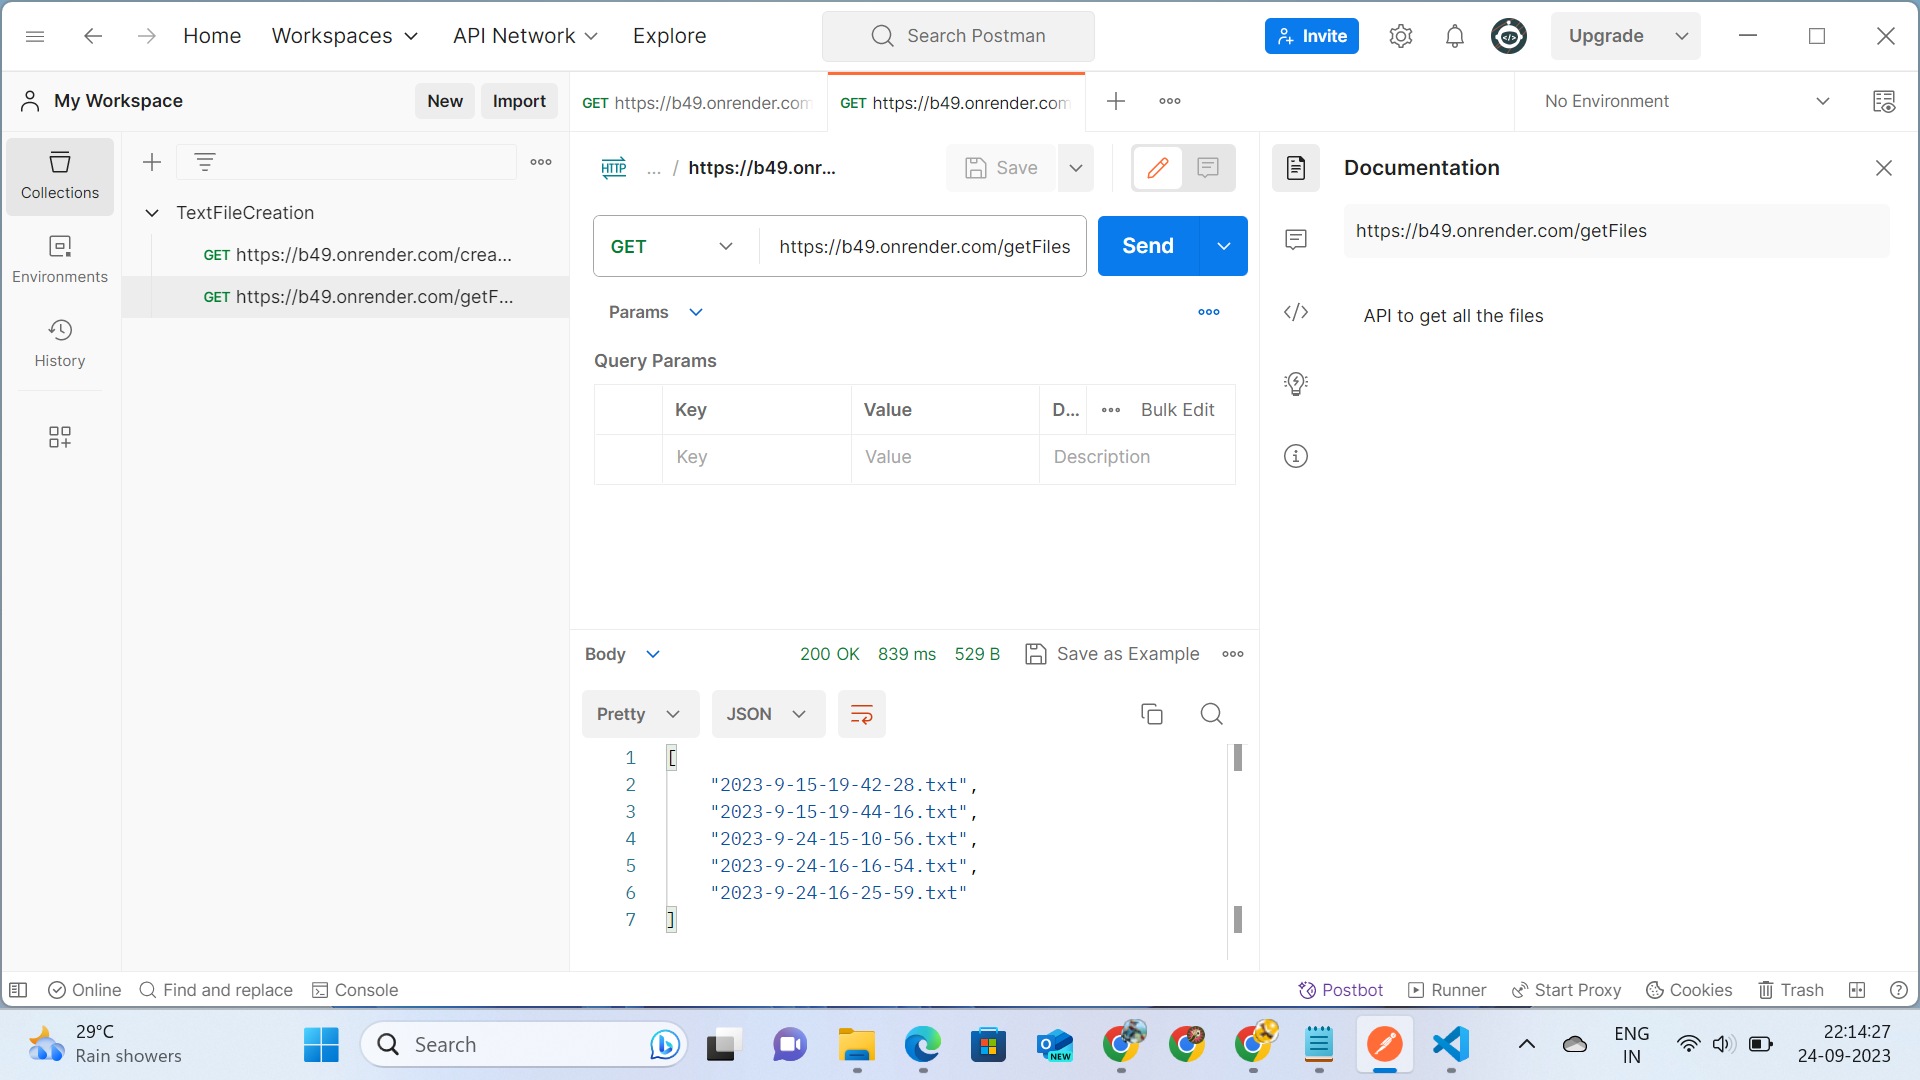 Home Workspaces API Network Explore Search Postman Invite Upgrade
My Workspace New Import GET https://b49.onrender.com GET https://b49.onrender.com No Environment
Collections
Environments
History
TextFileCreation
GET https://b49.onrender.com/crea...
GET https://b49.onrender.com/getF...
HTTP ... / https://b49.onr... Save
GET https://b49.onrender.com/getFiles Send
Params
Query Params
Key Value D... Bulk Edit
Key Value Description
Body 200 OK 839 ms 529 B Save as Example
Pretty JSON
1 [
2 "2023-9-15-19-42-28.txt",
3 "2023-9-15-19-44-16.txt",
4 "2023-9-24-15-10-56.txt",
5 "2023-9-24-16-16-54.txt",
6 "2023-9-24-16-25-59.txt"
7 ]
Documentation
https://b49.onrender.com/getFiles
API to get all the files
Online Find and replace Console Postbot Runner Start Proxy Cookies Trash
29°C
Rain showers
Search
NEW
ENG
IN
22:14:27
24-09-2023